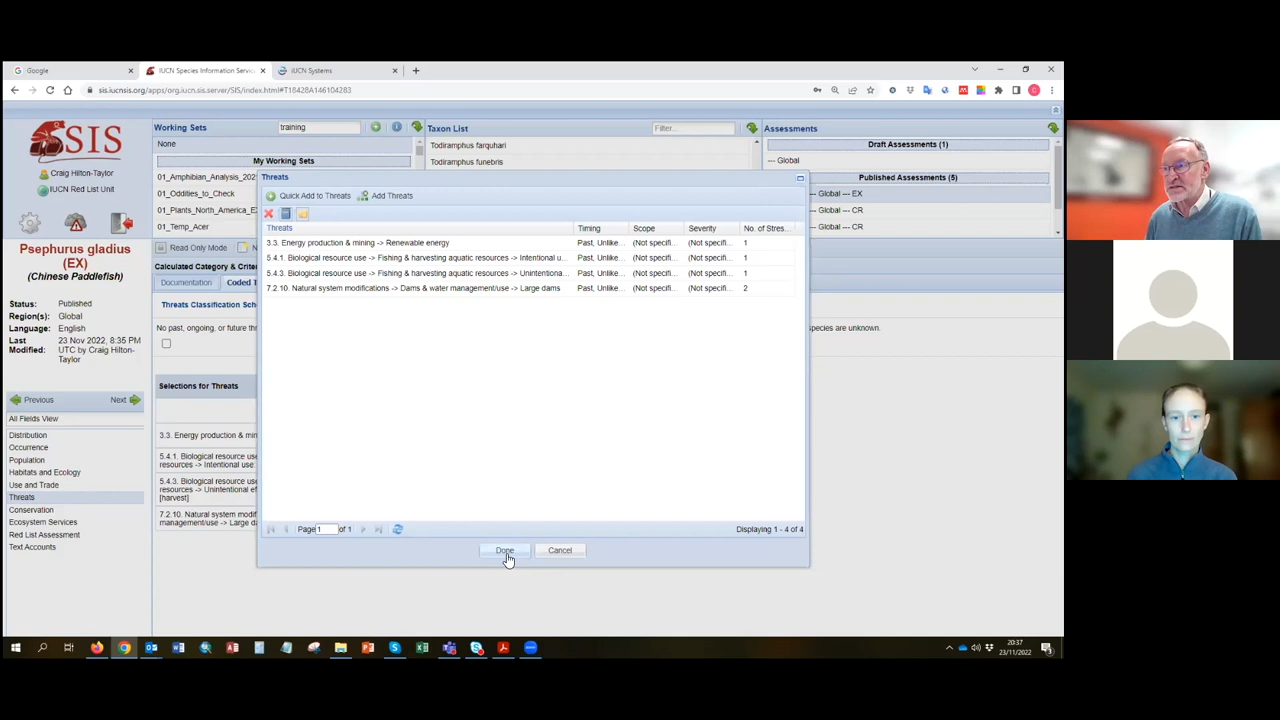 Google
IUCN Species Information Servic
IUCN Systems
sis.iucnsis.org/apps/org.iucn.sis.server/SIS/index.html#T18428A146104283
SIS
Craig Hilton-Taylor
IUCN Red List Unit
Psephurus gladius
(EX)
(Chinese Paddlefish)
Status: Published
Region(s): Global
Language: English
Last Modified: 23 Nov 2022, 8:35 PM UTC by Craig Hilton-Taylor
Previous Next
All Fields View
Distribution
Occurrence
Population
Habitats and Ecology
Use and Trade
Threats
Conservation
Ecosystem Services
Red List Assessment
Text Accounts
Working Sets training
None
My Working Sets
01_Amphibian_Analysis_202
01_Oddities_to_Check
01_Plants_North_America_E
01_Temp_Acer
Taxon List Filter...
Todiramphus farquhari
Todiramphus funebris
Assessments
Draft Assessments (1)
--- Global
Published Assessments (5)
Global --- EX
Global --- CR
Global --- CR
Read Only Mode
Calculated Category & Crite
Documentation Coded T
Threats Classification Sch
No past, ongoing, or future thr
species are unknown.
Selections for Threats
3.3. Energy production & min
5.4.1. Biological resource use
resources -> Intentional use:
5.4.3. Biological resource use
resources -> Unintentional ef
[harvest]
7.2.10. Natural system modif
management/use -> Large da
Threats
Quick Add to Threats Add Threats
Threats Timing Scope Severity No. of Stres...
3.3. Energy production & mining -> Renewable energy Past, Unlike... (Not specifi... (Not specifi... 1
5.4.1. Biological resource use -> Fishing & harvesting aquatic resources -> Intentional u... Past, Unlike... (Not specifi... (Not specifi... 1
5.4.3. Biological resource use -> Fishing & harvesting aquatic resources -> Unintentiona... Past, Unlike... (Not specifi... (Not specifi... 1
7.2.10. Natural system modifications -> Dams & water management/use -> Large dams Past, Unlike... (Not specifi... (Not specifi... 2
Page 1 of 1
Displaying 1 - 4 of 4
Done Cancel
20:37
23/11/2022